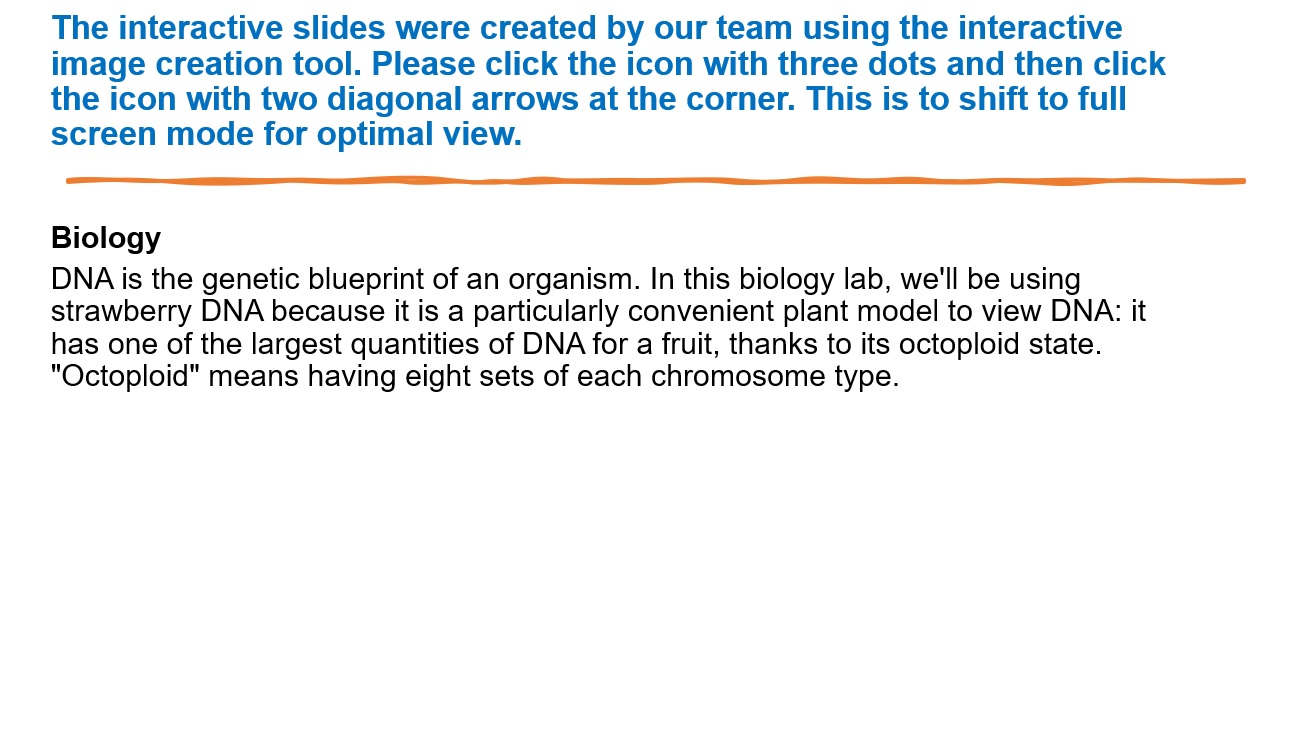 The interactive slides were created by our team using the interactive
image creation tool. Please click the icon with three dots and then click
the icon with two diagonal arrows at the corner. This is to shift to full
screen mode for optimal view.
Biology
DNA is the genetic blueprint of an organism. In this biology lab, we'll be using
strawberry DNA because it is a particularly convenient plant model to view DNA: it
has one of the largest quantities of DNA for a fruit, thanks to its octoploid state.
"Octoploid" means having eight sets of each chromosome type.